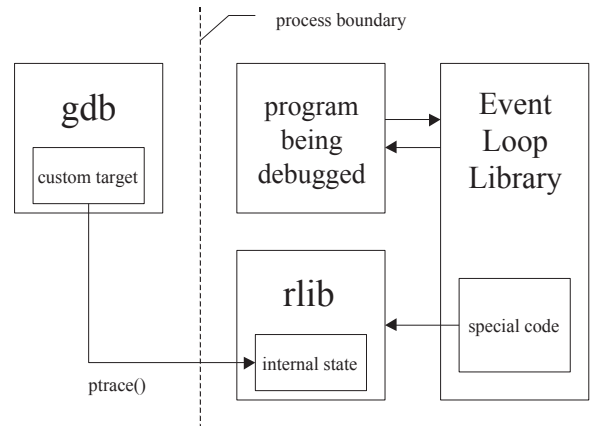 process boundary
gdb
custom target
program
being
debugged
Event
Loop
Library
rlib
internal state
special code
ptrace()